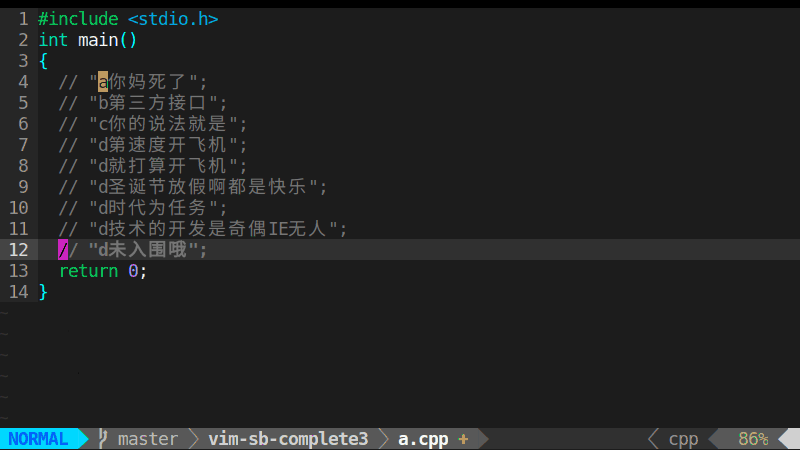 1 #include <stdio.h>
2 int main()
3 {
4 // "a你妈死了";
5 // "b第三方接口";
6 // "c你的说法就是";
7 // "d第速度开飞机";
8 // "d就打算开飞机";
9 // "d圣诞节放假啊都是快乐";
10 // "d时代为任务";
11 // "d技术的开发是奇偶IE无人";
12 // "d未入围哦";
13 return 0;
14 }
~
~
~
~
~
~
NORMAL master vim-sb-complete3 a.cpp + cpp 86%